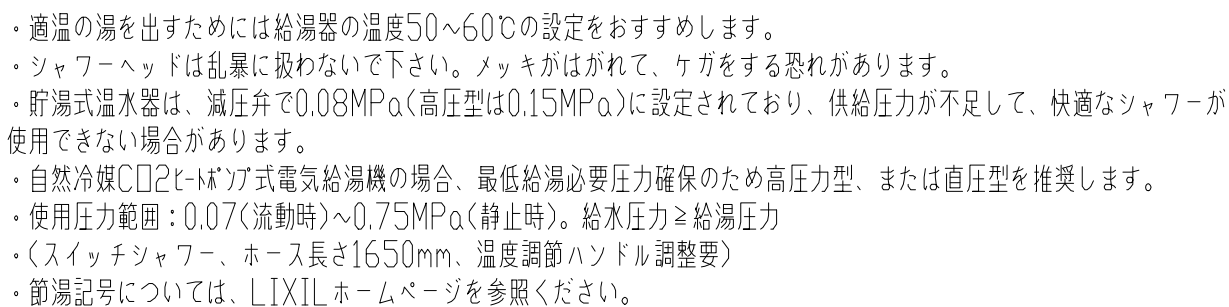 ・適温の湯を出すためには給湯器の温度50~60℃の設定をおすすめします。
・シャワーヘッドは乱暴に扱わないで下さい。メッキがはがれて、ケガをする恐れがあります。
・貯湯式温水器は、減圧弁で0.08MPa(高圧型は0.15MPa)に設定されており、供給圧力が不足して、快適なシャワーが
使用できない場合があります。
・自然冷媒CO2ヒートポンプ式電気給湯機の場合、最低給湯必要圧力確保のため高圧力型、または直圧型を推奨します。
・使用圧力範囲：0.07(流動時)~0.75MPa(静止時)。給水圧力≧給湯圧力
・(スイッチシャワー、ホース長さ1650mm、温度調節ハンドル調整要)
・節湯記号については、LIXILホームページを参照ください。